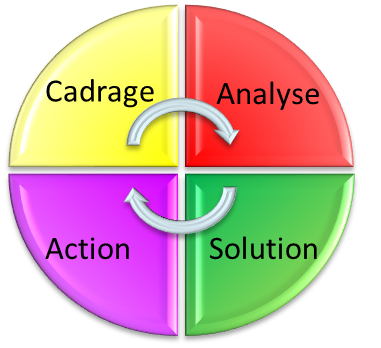 Cadrage
Analyse
Action
Solution